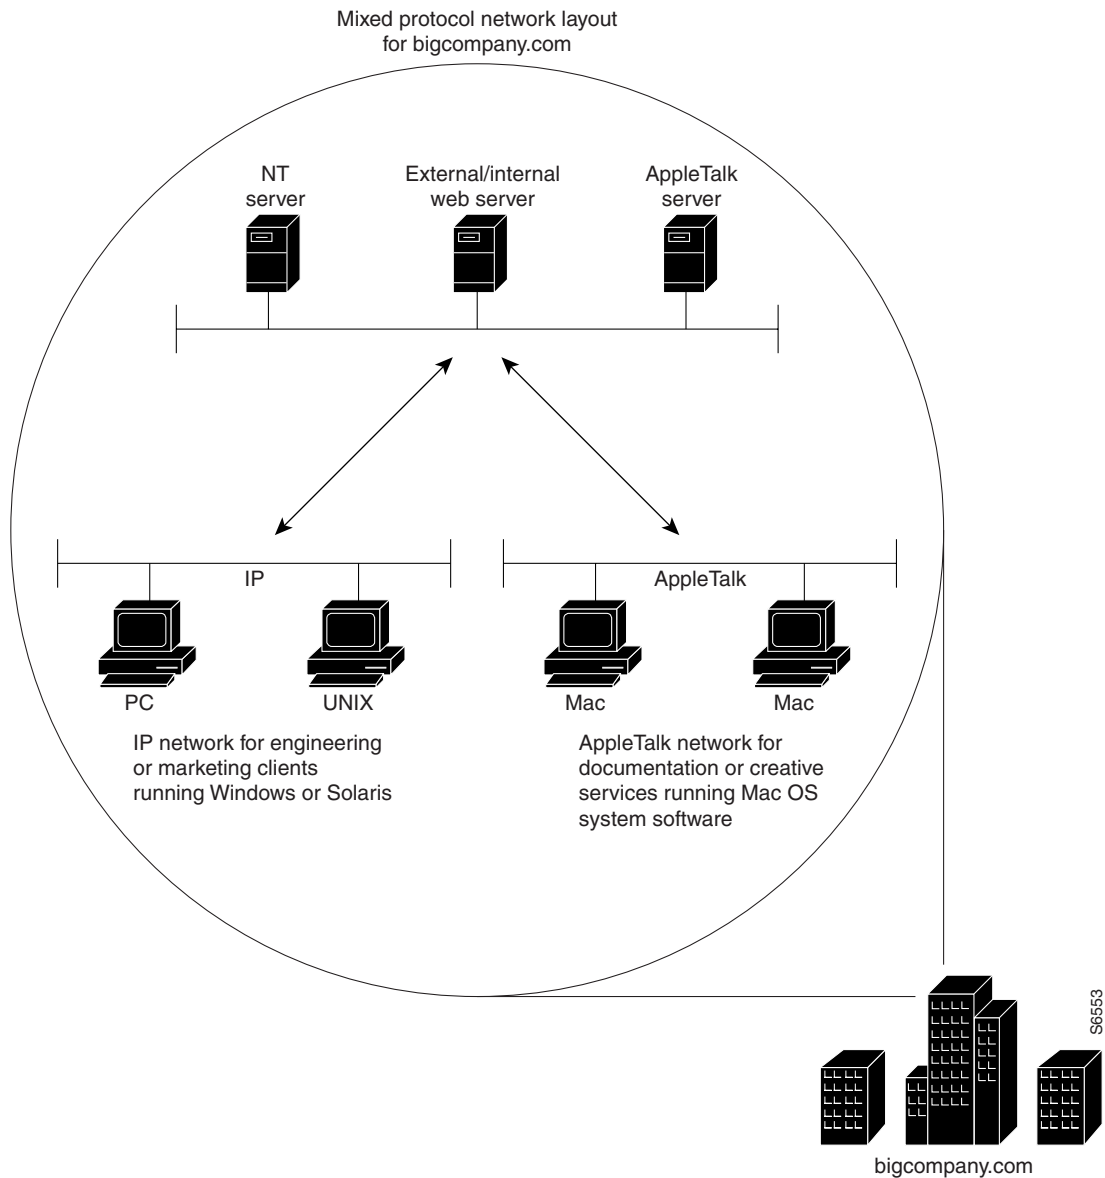 Mixed protocol network layout
for bigcompany.com
NT
server
External/internal
web server
AppleTalk
server
IP
AppleTalk
PC
UNIX
Mac
Mac
IP network for engineering
or marketing clients
running Windows or Solaris
AppleTalk network for
documentation or creative
services running Mac OS
system software
S6553
bigcompany.com